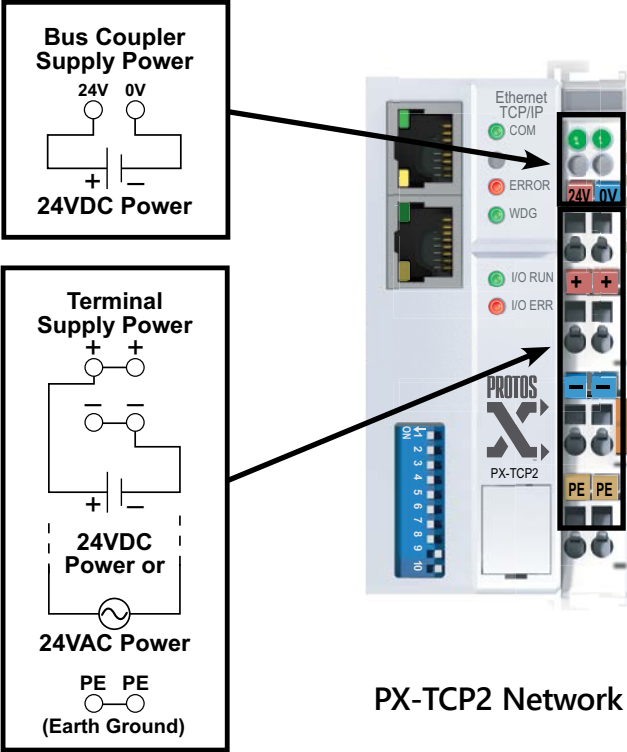 Bus Coupler
Supply Power
24V 0V
+ −
24VDC Power
Terminal
Supply Power
+ +
− −
+ −
24VDC
Power or
24VAC Power
PE PE
(Earth Ground)
Ethernet
TCP/IP
COM
ERROR
WDG
I/O RUN
I/O ERR
PROTOS
X
PX-TCP2
ON
1 2 3 4 5 6 7 8 9 10
24V 0V
+ +
− −
PE PE
PX-TCP2 Network